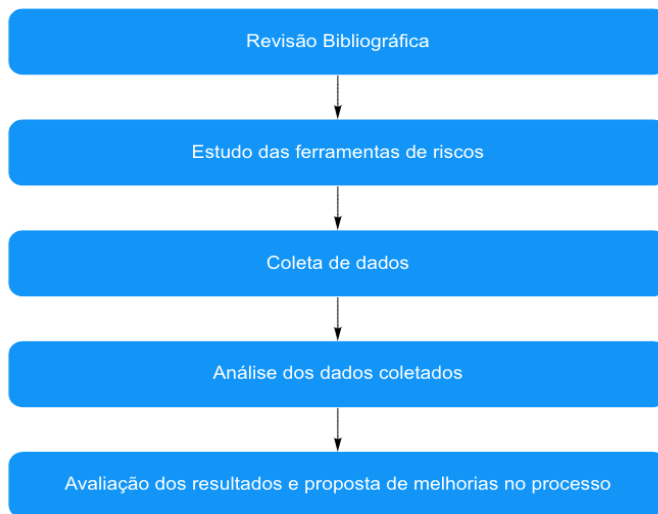 Revisão Bibliográfica
Estudo das ferramentas de riscos
Coleta de dados
Análise dos dados coletados
Avaliação dos resultados e proposta de melhorias no processo